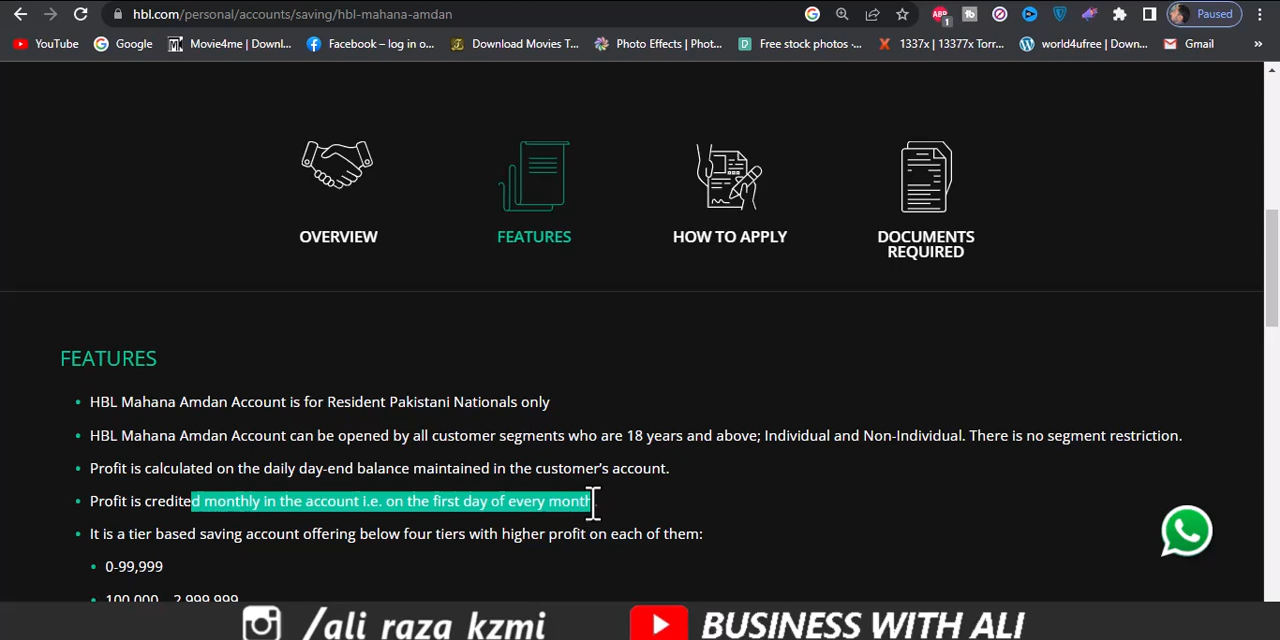 hbl.com/personal/accounts/saving/hbl-mahana-amdan
Paused
YouTube
Google
Movie4me | Downl...
Facebook – log in o...
Download Movies T...
Photo Effects | Phot...
Free stock photos -...
1337x | 13377x Torr...
world4ufree | Down...
Gmail
»
OVERVIEW
FEATURES
HOW TO APPLY
DOCUMENTS
REQUIRED
FEATURES
• HBL Mahana Amdan Account is for Resident Pakistani Nationals only
• HBL Mahana Amdan Account can be opened by all customer segments who are 18 years and above; Individual and Non-Individual. There is no segment restriction.
• Profit is calculated on the daily day-end balance maintained in the customer’s account.
• Profit is credited monthly in the account i.e. on the first day of every month.
• It is a tier based saving account offering below four tiers with higher profit on each of them:
• 0-99,999
• 100,000 – 2,999,999
/ali raza kzmi
BUSINESS WITH ALI